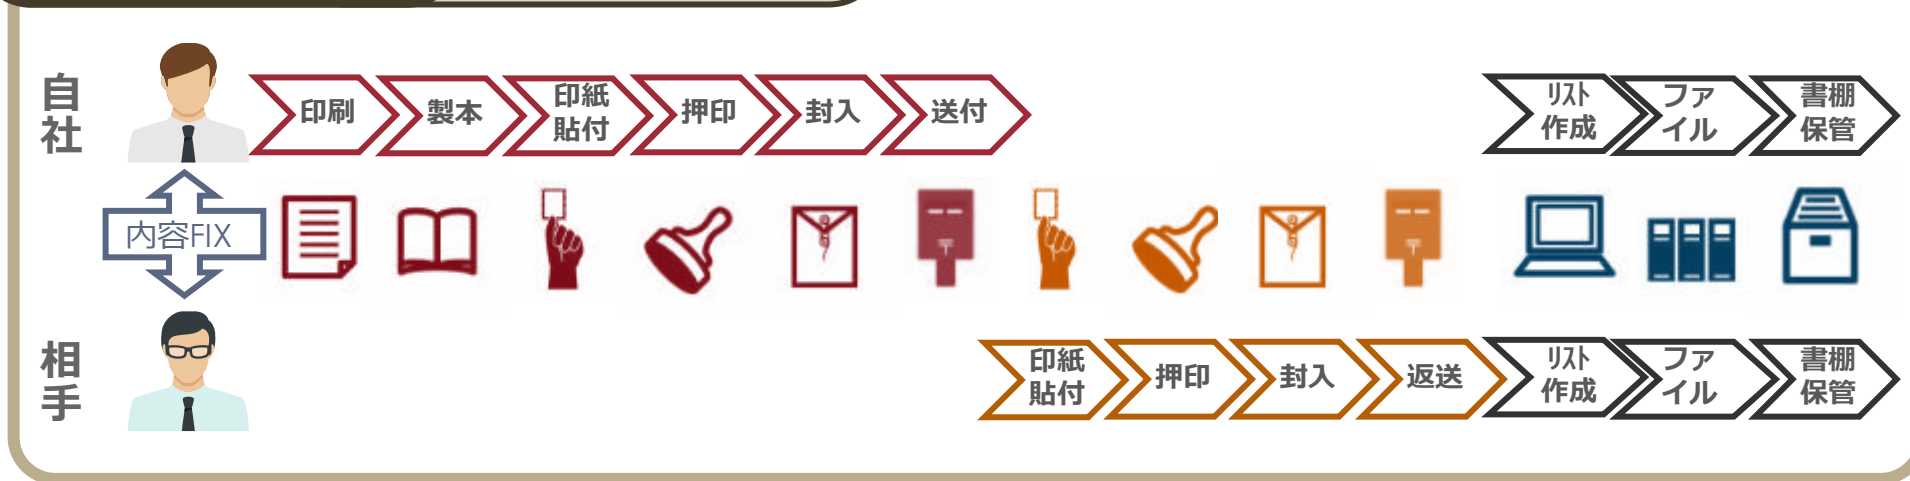 自社
印刷
製本
印紙
貼付
押印
封入
送付
リスト
作成
ファ
イル
書棚
保管
内容FIX
相手
印紙
貼付
押印
封入
返送
リスト
作成
ファ
イル
書棚
保管